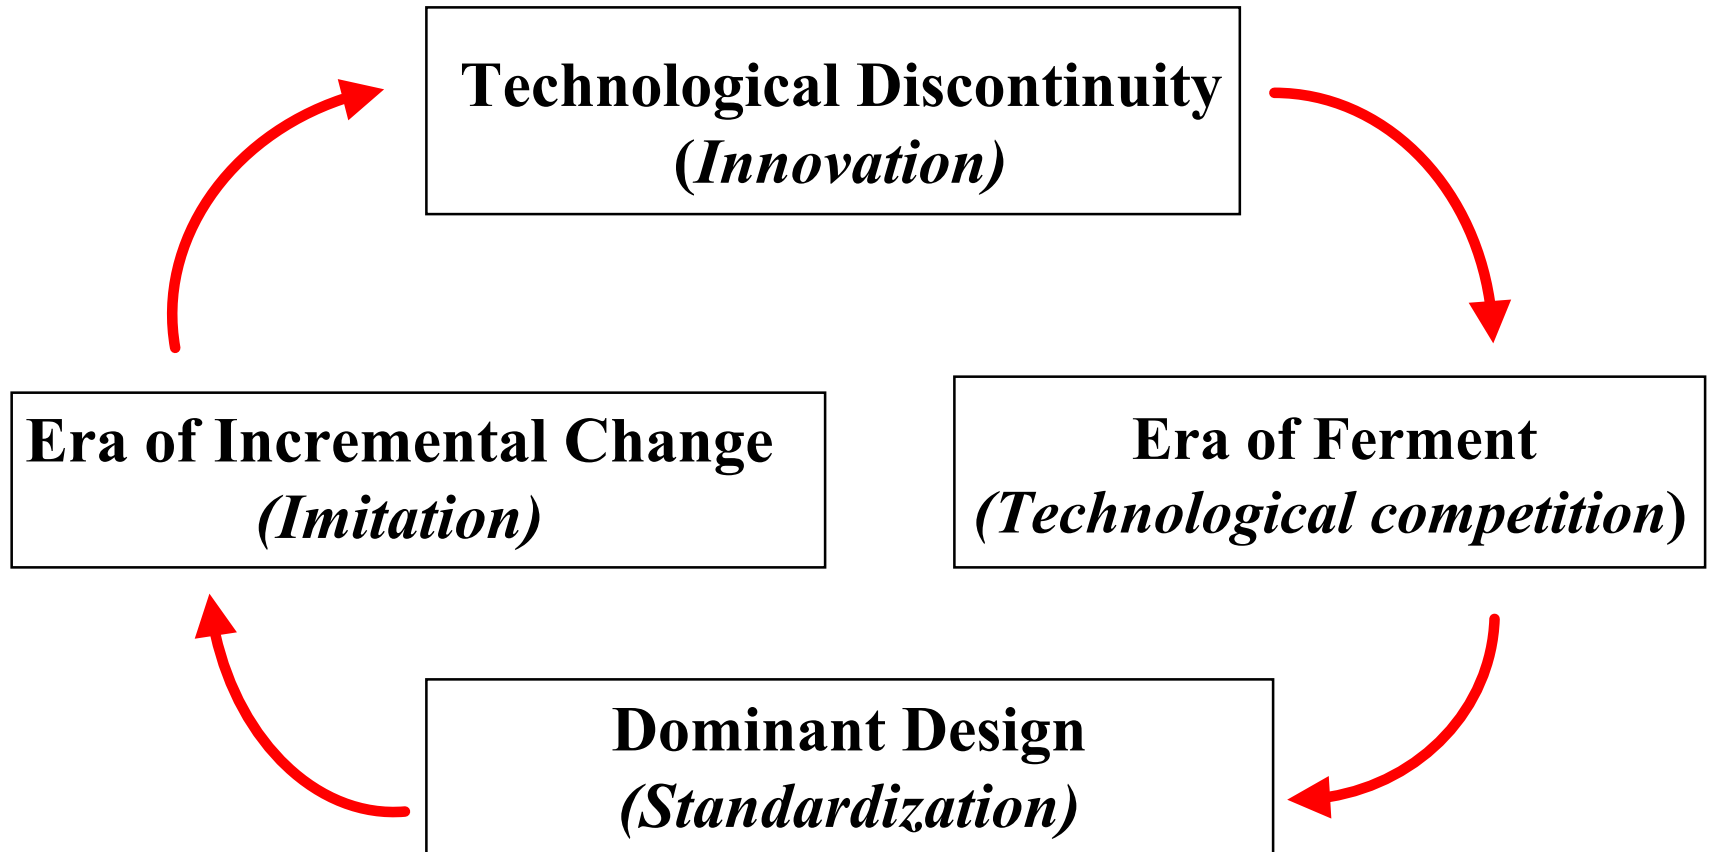 Technological Discontinuity
(Innovation)
Era of Incremental Change
(Imitation)
Era of Ferment
(Technological competition)
Dominant Design
(Standardization)